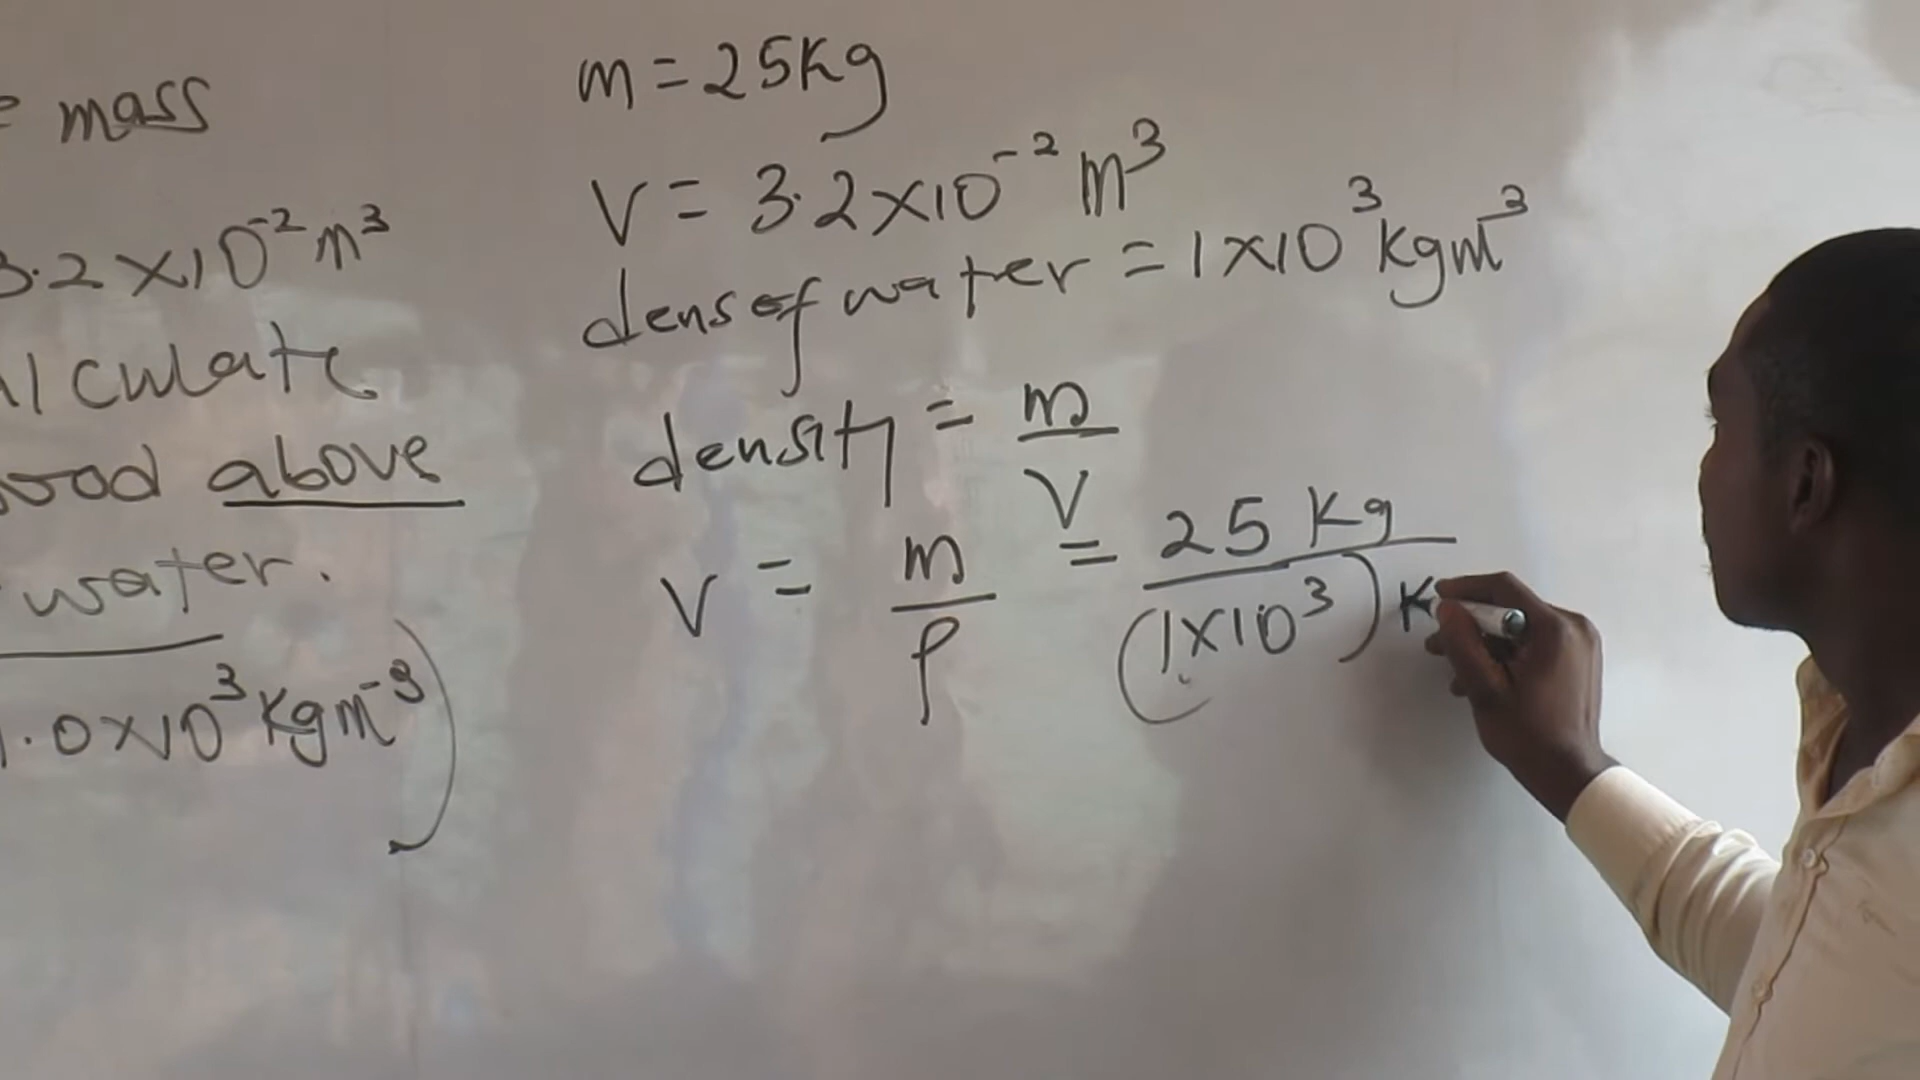 mass
3.2×10⁻² m³
culate
ood above
water.
1.0×10³ Kgm⁻³)
m = 25Kg
V = 3.2×10⁻² m³
dens of water = 1×10³ kgm⁻³
density = m/V
V = m/ρ = 25 Kg/(1×10³) K